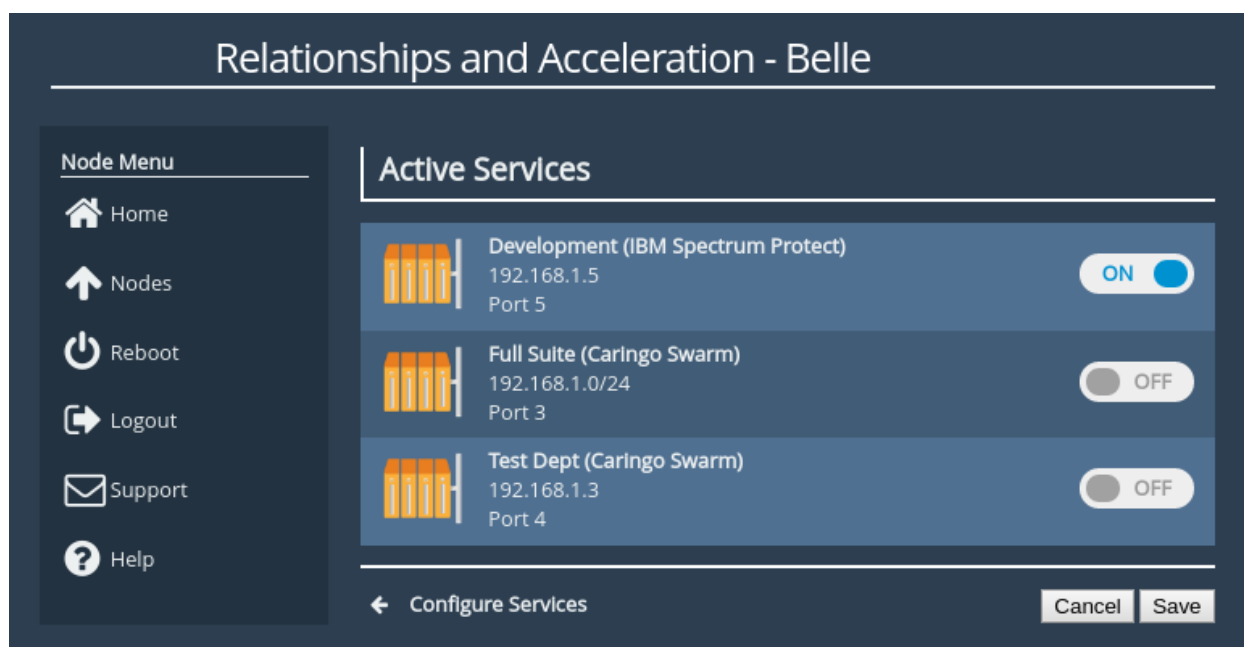 Relationships and Acceleration - Belle
Node Menu
Home
Nodes
Reboot
Logout
Support
Help
Active Services
Development (IBM Spectrum Protect)
192.168.1.5
Port 5
ON
Full Suite (Caringo Swarm)
192.168.1.0/24
Port 3
OFF
Test Dept (Caringo Swarm)
192.168.1.3
Port 4
OFF
Configure Services
Cancel
Save